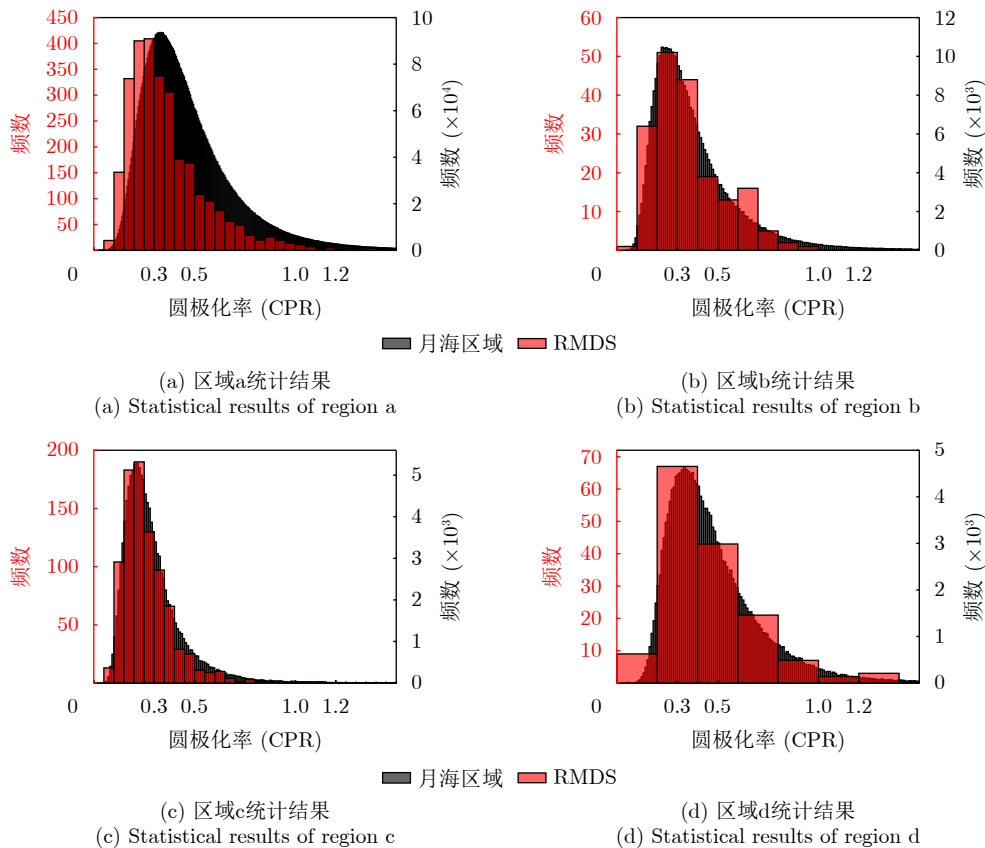 450
400
350
300
250
200
150
100
50
频数
10
8
6
4
2
0
频数 (×10⁴)
0 0.3 0.5 1.0 1.2
圆极化率 (CPR)
60
50
40
30
20
10
频数
12
10
8
6
4
2
0
频数 (×10³)
0 0.3 0.5 1.0 1.2
圆极化率 (CPR)
月海区域 RMDS
(a) 区域a统计结果
(a) Statistical results of region a
(b) 区域b统计结果
(b) Statistical results of region b
200
150
100
50
频数
5
4
3
2
1
0
频数 (×10³)
0 0.3 0.5 1.0 1.2
圆极化率 (CPR)
70
60
50
40
30
20
10
频数
5
4
3
2
1
0
频数 (×10³)
0 0.3 0.5 1.0 1.2
圆极化率 (CPR)
月海区域 RMDS
(c) 区域c统计结果
(c) Statistical results of region c
(d) 区域d统计结果
(d) Statistical results of region d